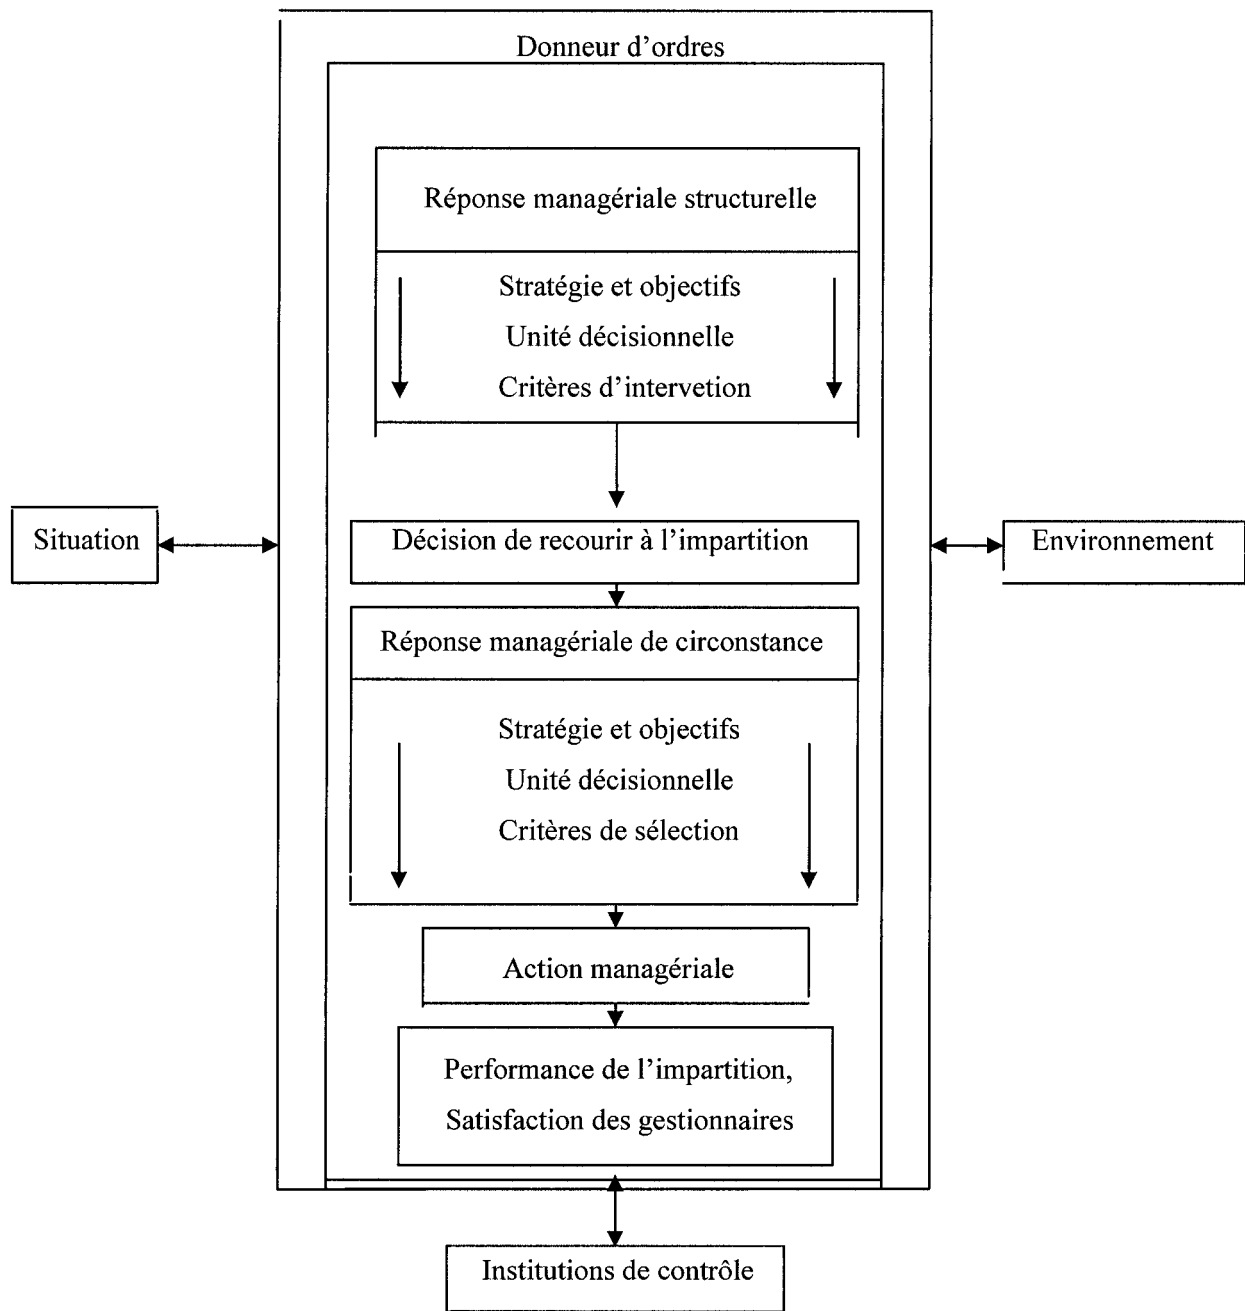 Donneur d'ordres
Réponse managériale structurelle
Stratégie et objectifs
Unité décisionnelle
Critères d'intervetion
Situation
Décision de recourir à l'impartition
Environnement
Réponse managériale de circonstance
Stratégie et objectifs
Unité décisionnelle
Critères de sélection
Action managériale
Performance de l'impartition,
Satisfaction des gestionnaires
Institutions de contrôle